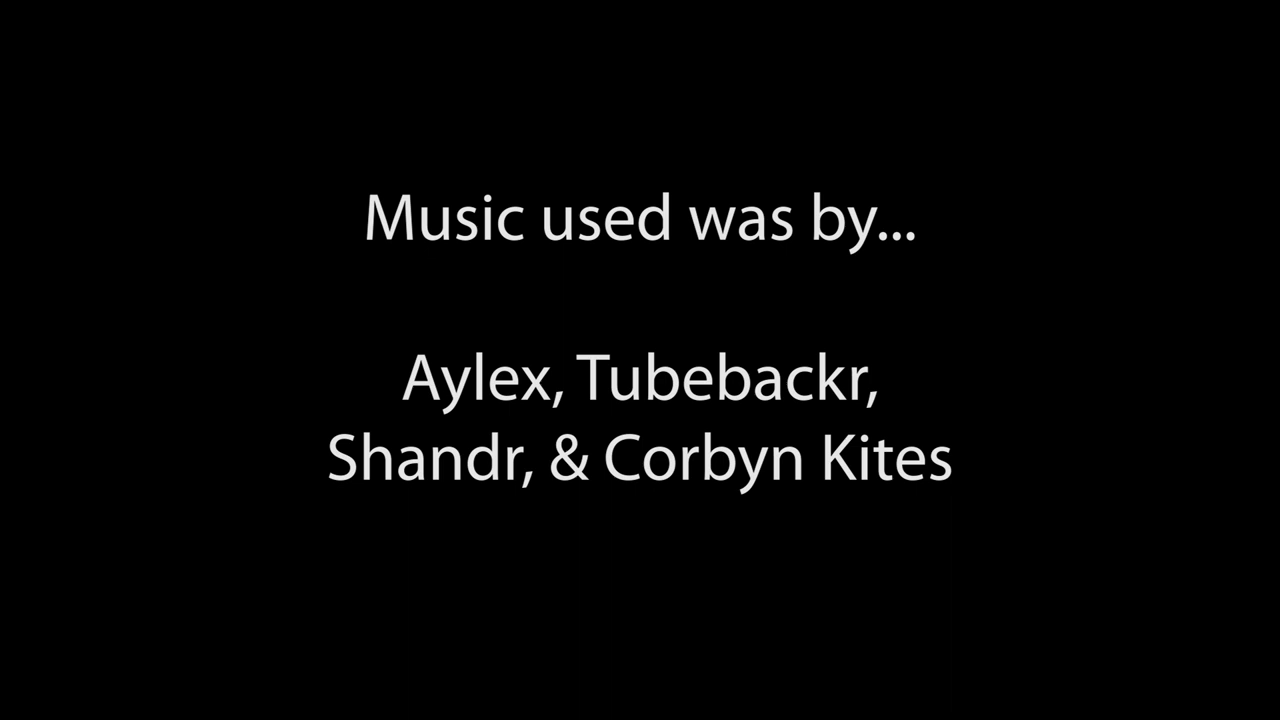 Music used was by...
Aylex, Tubebackr,
Shandr, & Corbyn Kites